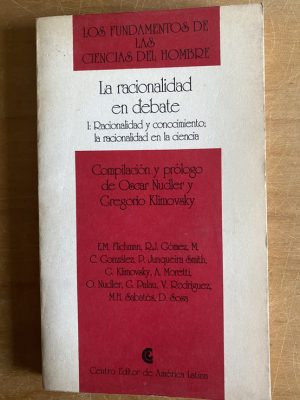 LOS FUNDAMENTOS DE
LAS
CIENCIAS DEL HOMBRE
La racionalidad
en debate
I: Racionalidad y conocimiento;
la racionalidad en la ciencia
Compilación y prólogo
de Oscar Nudler y
Gregorio Klimovsky
E.M. Flichman, R.J. Gómez, M.
C. González, P. Junqueira Smith,
G. Klimovsky, A. Moretti,
O. Nudler, G. Palau, V. Rodríguez,
M.H. Sabatés, D. Sosa
Centro Editor de América Latina